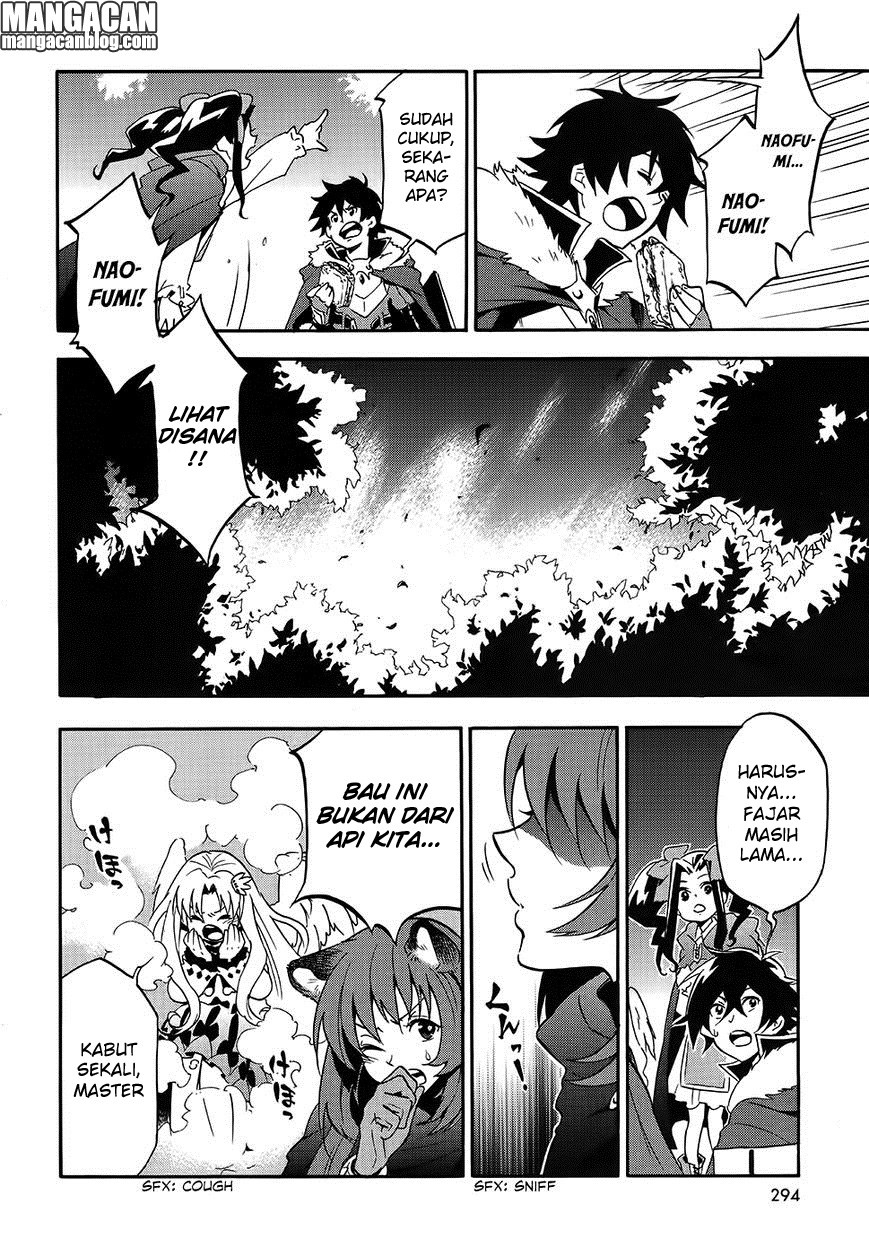 MANGACAN
mangacanblog.com
NAOFU-
MI...
NAO-
FUMI!
SUDAH
CUKUP,
SEKA-
RANG
APA?
NAO-
FUMI!
LIHAT
DISANA
!!
HARUS-
NYA...
FAJAR
MASIH
LAMA...
くんっ!
SFX: SNIFF
BAU INI
BUKAN DARI
API KITA...
けほっ
けほっ
KABUT
SEKALI,
MASTER
SFX: COUGH
294